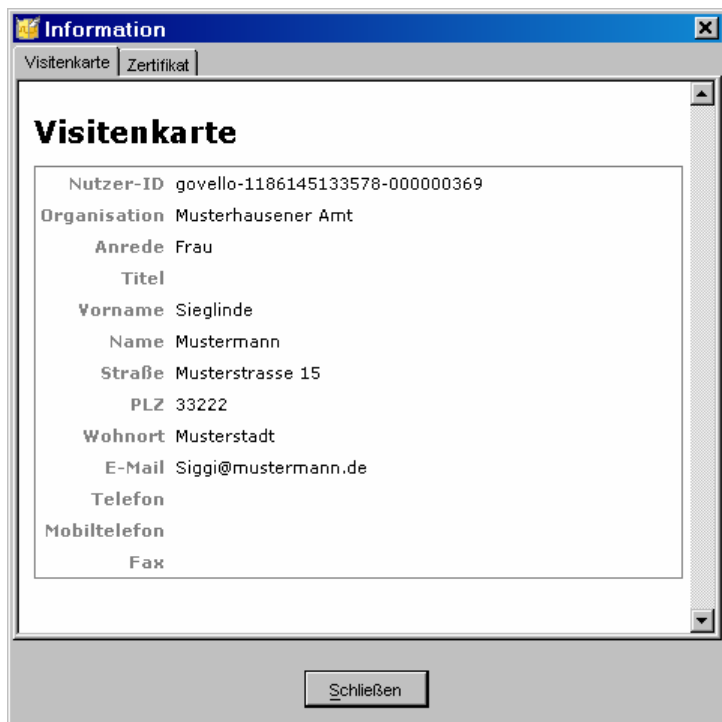 Information
Visitenkarte Zertifikat
Visitenkarte
Nutzer-ID govello-1186145133578-000000369
Organisation Musterhausener Amt
Anrede Frau
Titel
Vorname Sieglinde
Name Mustermann
Straße Musterstrasse 15
PLZ 33222
Wohnort Musterstadt
E-Mail Siggi@mustermann.de
Telefon
Mobiltelefon
Fax
Schließen